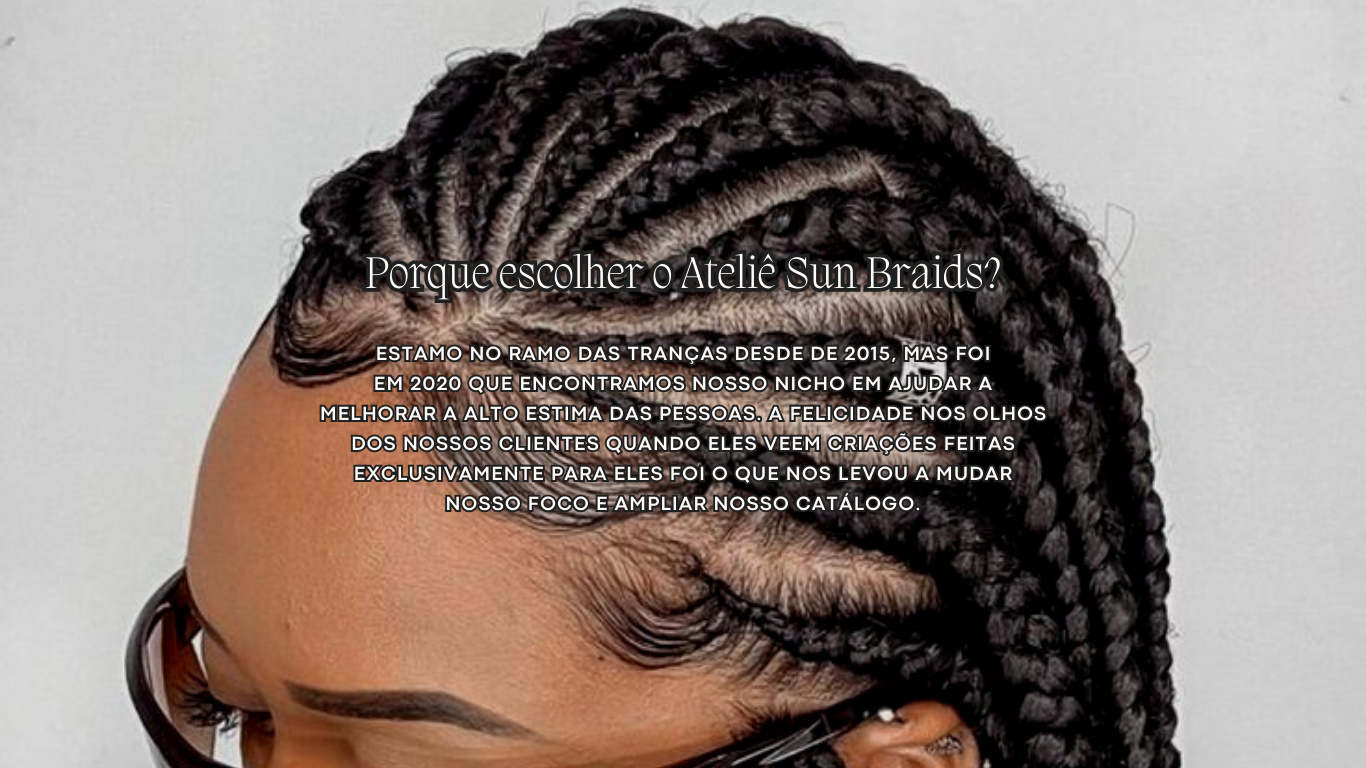 Porque escolher o Ateliê Sun Braids?
ESTAMO NO RAMO DAS TRANÇAS DESDE DE 2015, MAS FOI
EM 2020 QUE ENCONTRAMOS NOSSO NICHO EM AJUDAR A
MELHORAR A ALTO ESTIMA DAS PESSOAS. A FELICIDADE NOS OLHOS
DOS NOSSOS CLIENTES QUANDO ELES VEEM CRIAÇÕES FEITAS
EXCLUSIVAMENTE PARA ELES FOI O QUE NOS LEVOU A MUDAR
NOSSO FOCO E AMPLIAR NOSSO CATÁLOGO.